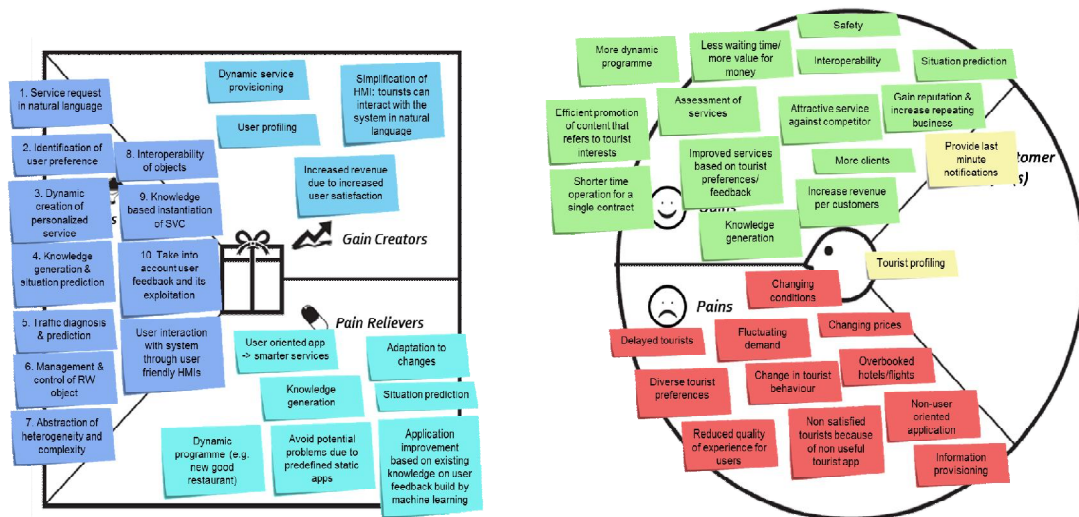 1. Service request
in natural language
2. Identification of
user preference
3. Dynamic
creation of
personalized
service
4. Knowledge
generation &
situation prediction
5. Traffic diagnosis
& prediction
6. Management &
control of RW
object
7. Abstraction of
heterogeneity and
complexity
8. Interoperability
of objects
9. Knowledge
based instantiation
of SVC
10. Take into
account user
feedback and its
exploitation
User interaction
with system
through user
friendly HMIs
Dynamic service
provisioning
User profiling
Simplification of
HMI: toursts can
interact with the
system in natural
language
Increased revenue
due to increased
user satisfaction
Gain Creators
Pain Relievers
User oriented app
-> smarter services
Adaptation to
changes
Knowledge
generation
Situation prediction
Dynamic
programme (e.g.
new good
restaurant)
Avoid potential
problems due to
predefined static
apps
Application
improvement
based on existing
knowledge on user
feedback build by
machine learning
More dynamic
programme
Less waiting time/
more value for
money
Safety
Interoperability
Situation prediction
Efficient promotion
of content that
refers to tourist
interests
Assessment of
services
Attractive service
against competitor
Gain reputation &
increase repeating
business
Shorter time
operation for a
single contract
Improved services
based on tourist
preferences/
feedback
More clients
Provide last
minute
notifications
Increase revenue
per customers
Knowledge
generation
Tourist profiling
Pains
Changing
conditions
Delayed tourists
Fluctuating
demand
Changing prices
Diverse tourist
preferences
Change in tourist
behaviour
Overbooked
hotels/flights
Reduced quality
of experience for
users
Non satisfied
tourists because
of non useful
tourist app
Non-user
oriented
application
Information
provisioning